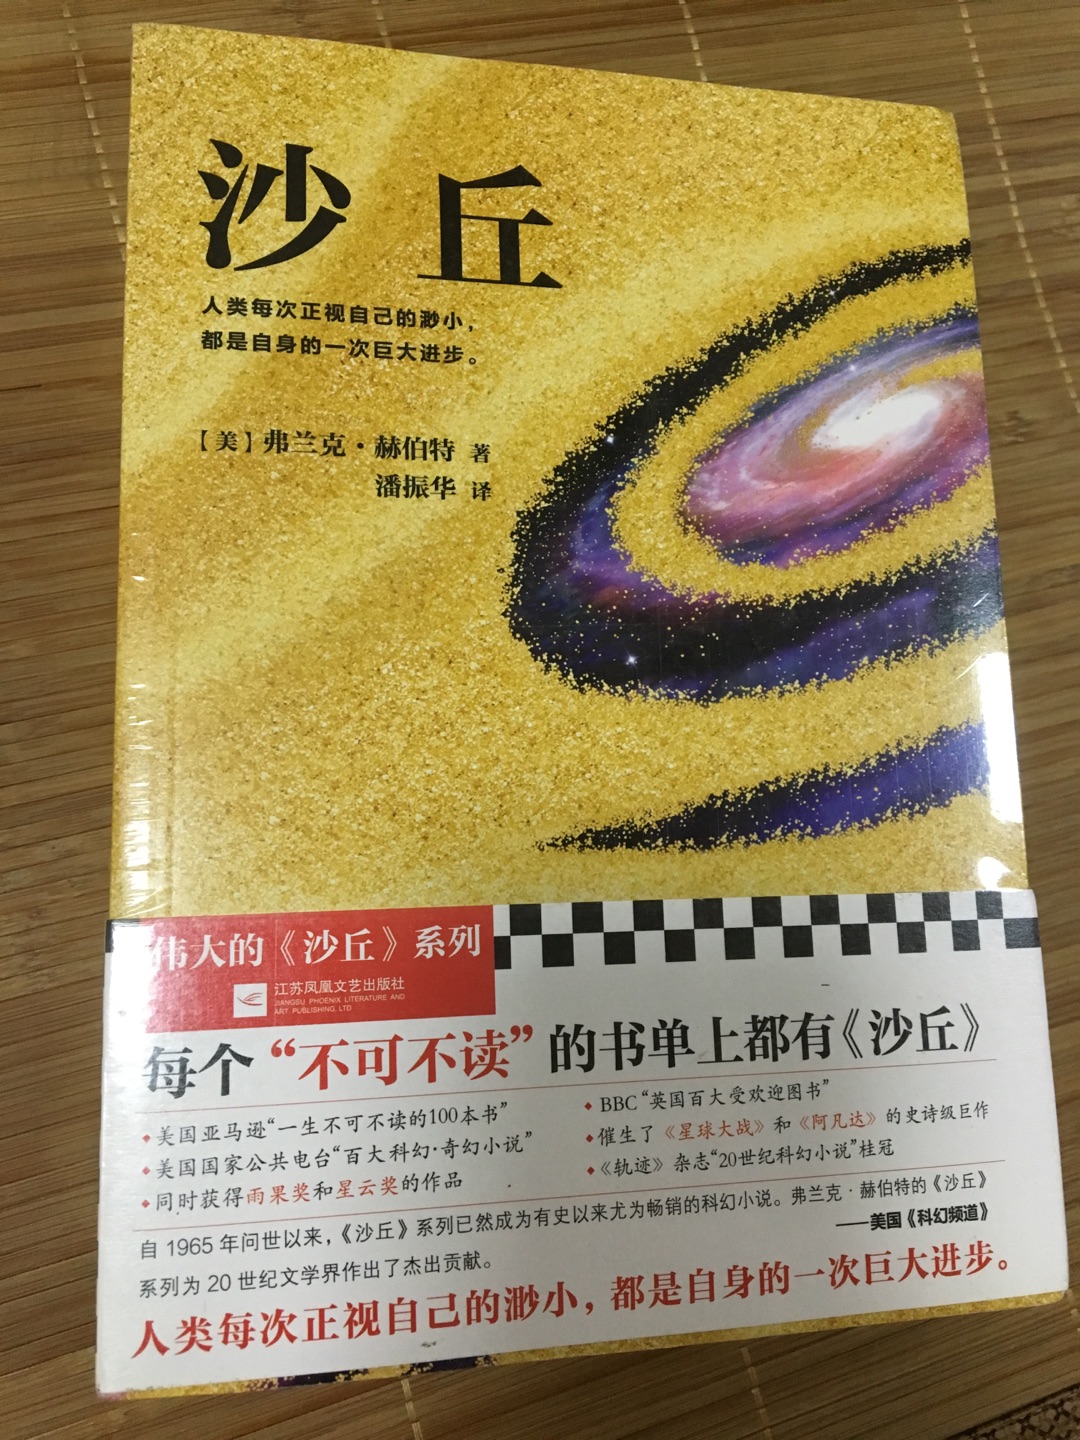 沙丘
人类每次正视自己的渺小，
都是自身的一次巨大进步。
【美】弗兰克·赫伯特 著
潘振华 译
伟大的《沙丘》系列
江苏凤凰文艺出版社
JIANGSU PHOENIX LITERATURE AND
ART PUBLISHING, LTD
每个“不可不读”的书单上都有《沙丘》
美国亚马逊“一生不可不读的100本书”
美国国家公共电台“百大科幻·奇幻小说”
同时获得雨果奖和星云奖的作品
BBC“英国百大受欢迎图书”
催生了《星球大战》和《阿凡达》的史诗级巨作
《轨迹》杂志“20世纪科幻小说”桂冠
自1965年问世以来，《沙丘》系列已然成为有史以来尤为畅销的科幻小说。弗兰克·赫伯特的《沙丘》
系列为20世纪文学界作出了杰出贡献。
——美国《科幻频道》
人类每次正视自己的渺小，都是自身的一次巨大进步。